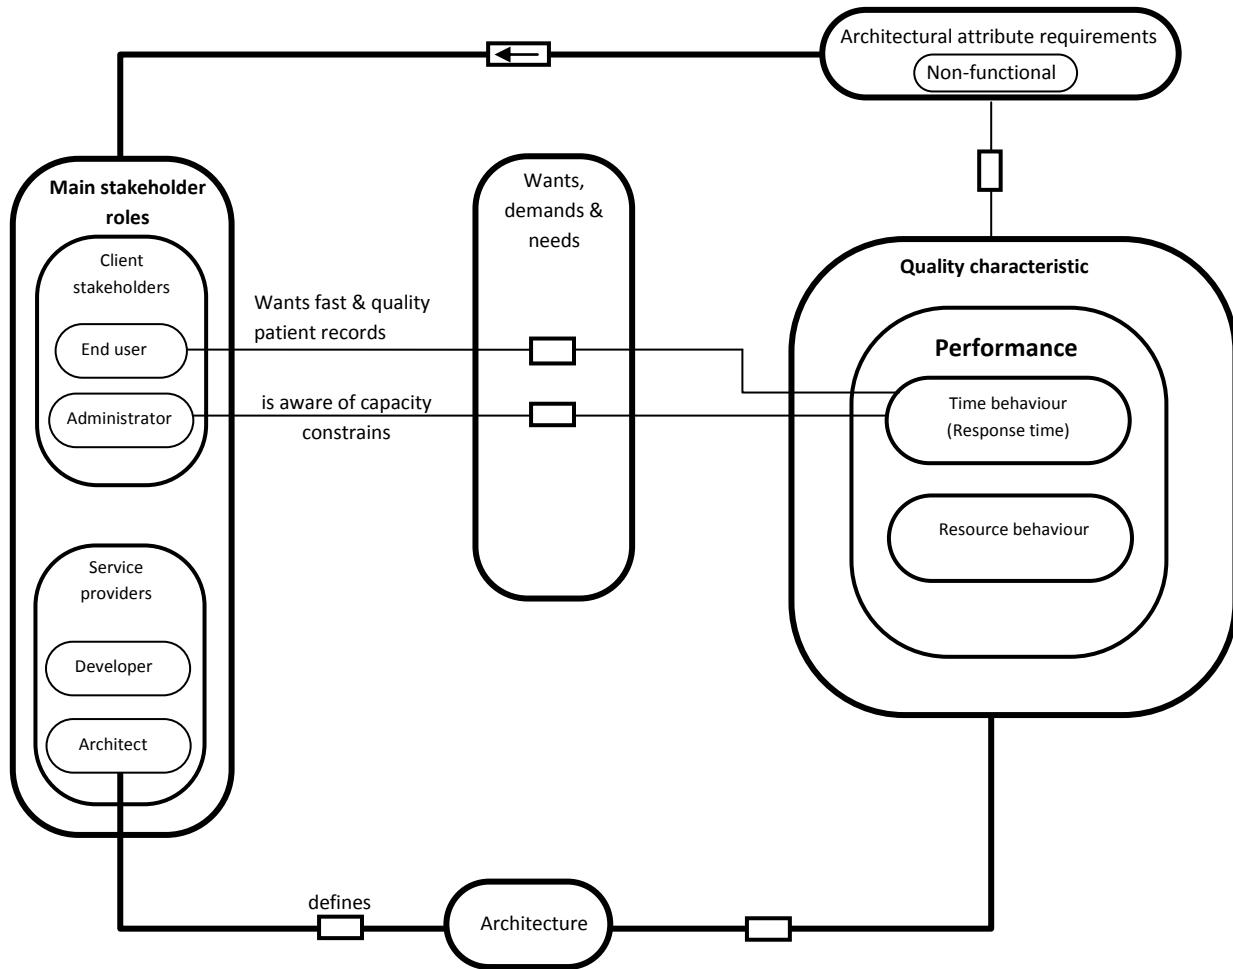 Architectural attribute requirements
Non-functional
Main stakeholder
roles
Client
stakeholders
End user
Administrator
Wants fast & quality
patient records
is aware of capacity
constrains
Wants,
demands &
needs
Quality characteristic
Performance
Time behaviour
(Response time)
Resource behaviour
Service
providers
Developer
Architect
defines
Architecture